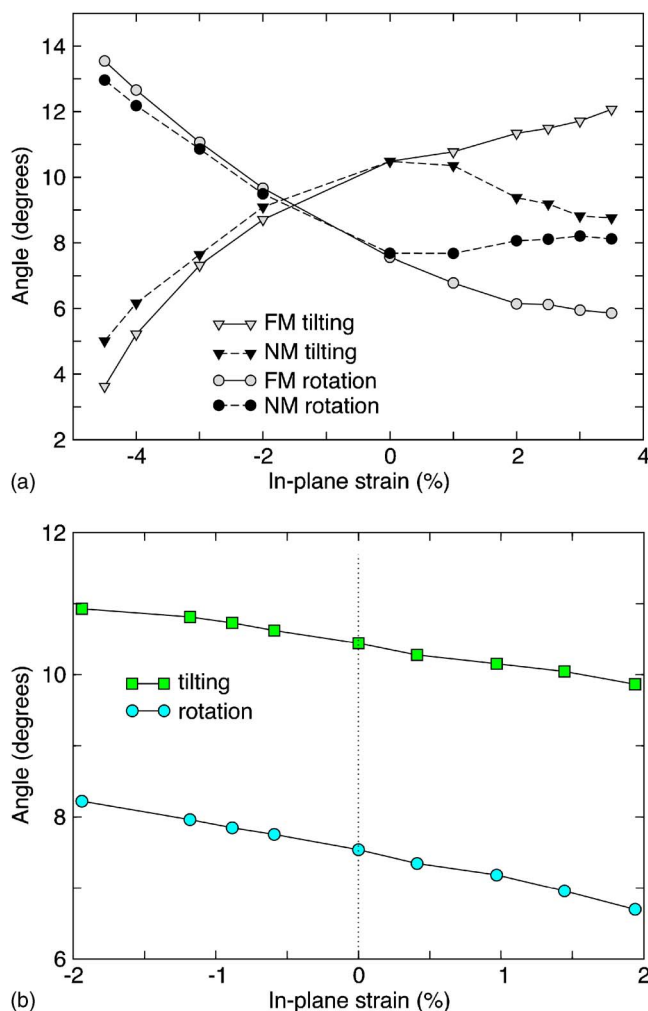 14
12
10
8
6
4
2
Angle (degrees)
FM tilting
NM tilting
FM rotation
NM rotation
-4
-2
0
2
4
In-plane strain (%)
(a)
12
10
8
6
Angle (degrees)
tilting
rotation
-2
-1
0
1
2
In-plane strain (%)
(b)